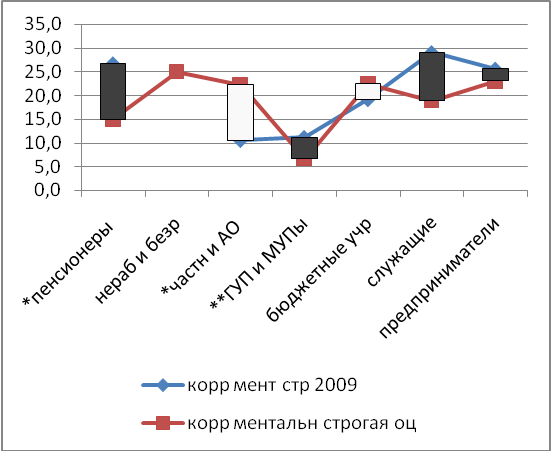 35,0
30,0
25,0
20,0
15,0
10,0
5,0
0,0
*пенсионеры
нераб и безр
*частн и АО
**ГУП и МУПы
бюджетные учр
служащие
предприниматели
корр мент стр 2009
корр ментальн строгая оц